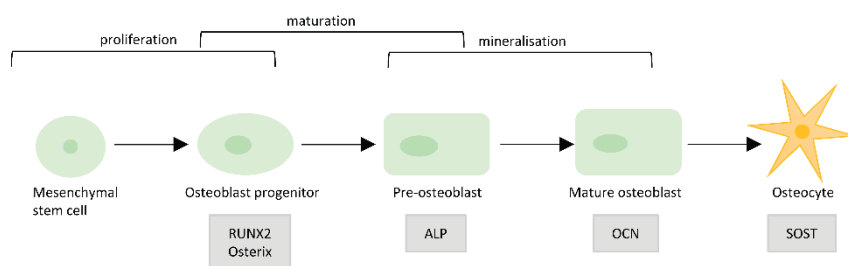 maturation
proliferation
mineralisation
Mesenchymal
stem cell
Osteoblast progenitor
Pre-osteoblast
Mature osteoblast
Osteocyte
RUNX2
Osterix
ALP
OCN
SOST